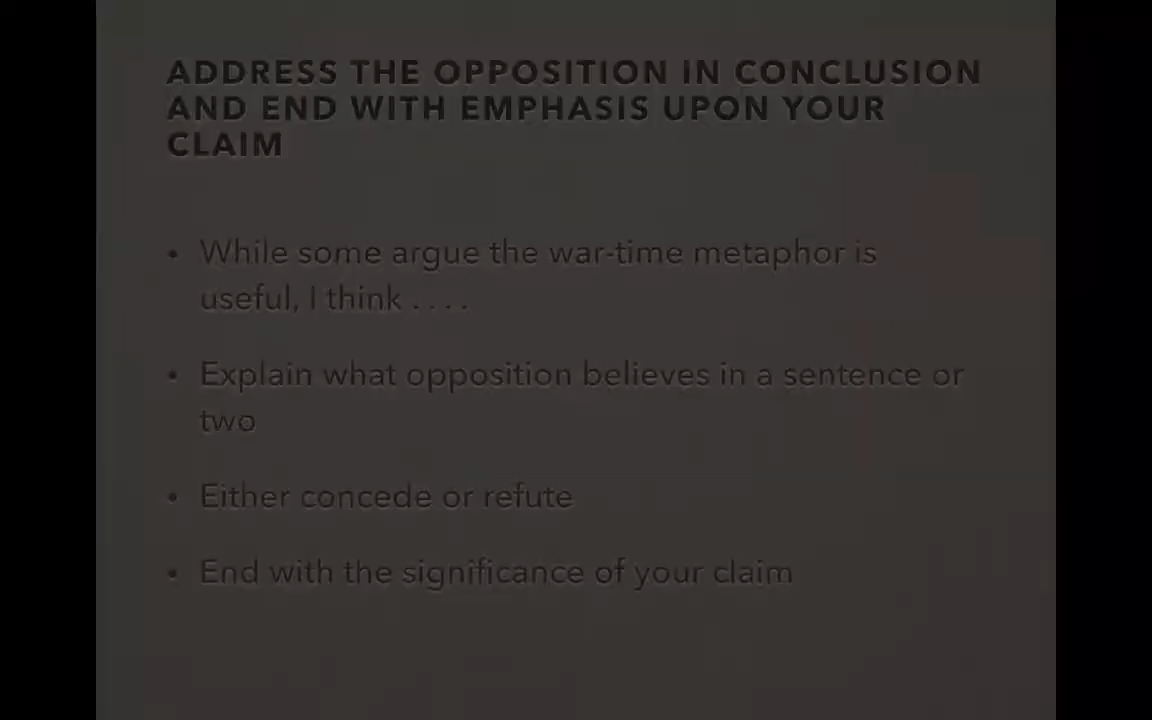 ADDRESS THE OPPOSITION IN CONCLUSION
AND END WITH EMPHASIS UPON YOUR
CLAIM
• While some argue the war-time metaphor is
useful, I think . . . .
• Explain what opposition believes in a sentence or
two
• Either concede or refute
• End with the significance of your claim